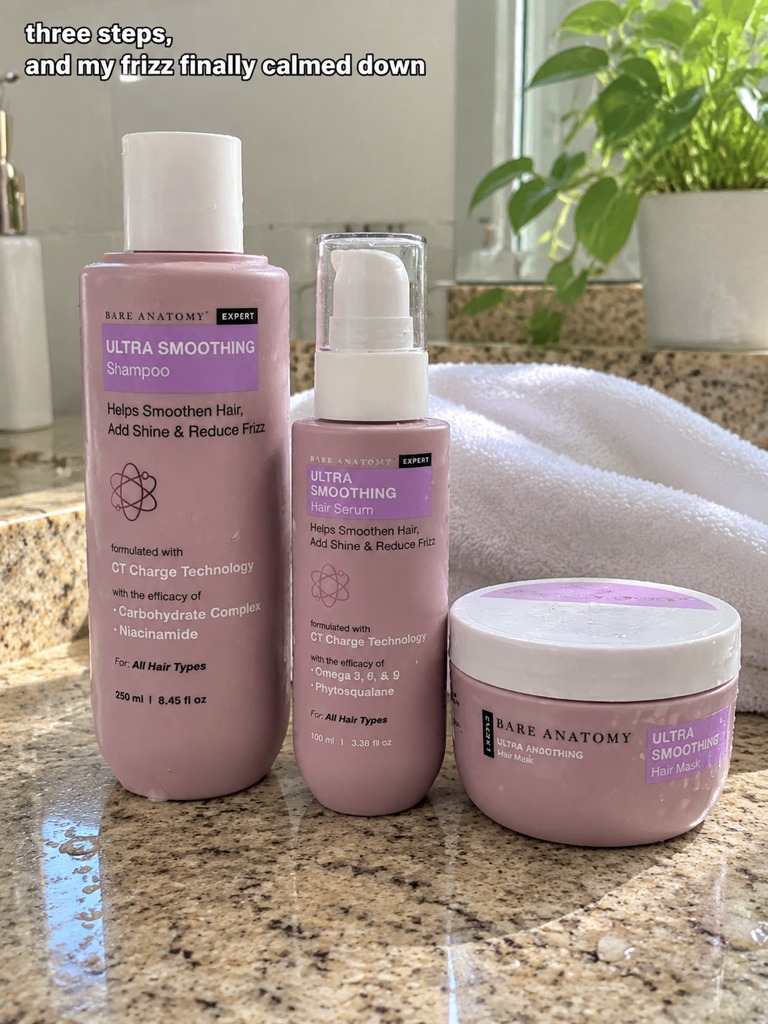 three steps,
and my frizz finally calmed down
BARE ANATOMY EXPERT
ULTRA SMOOTHING
Shampoo
Helps Smoothen Hair,
Add Shine & Reduce Frizz
formulated with
CT Charge Technology
with the efficacy of
· Carbohydrate Complex
· Niacinamide
For: All Hair Types
250 ml | 8.45 fl oz
BARE ANATOMY EXPERT
ULTRA
SMOOTHING
Hair Serum
Helps Smoothen Hair,
Add Shine & Reduce Frizz
formulated with
CT Charge Technology
with the efficacy of
· Omega 3, 6, & 9
· Phytosqualane
For: All Hair Types
100 ml | 3.38 fl oz
BARE ANATOMY
ULTRA
Hair Mask
ULTRA
SMOOTHING
Hair Mask